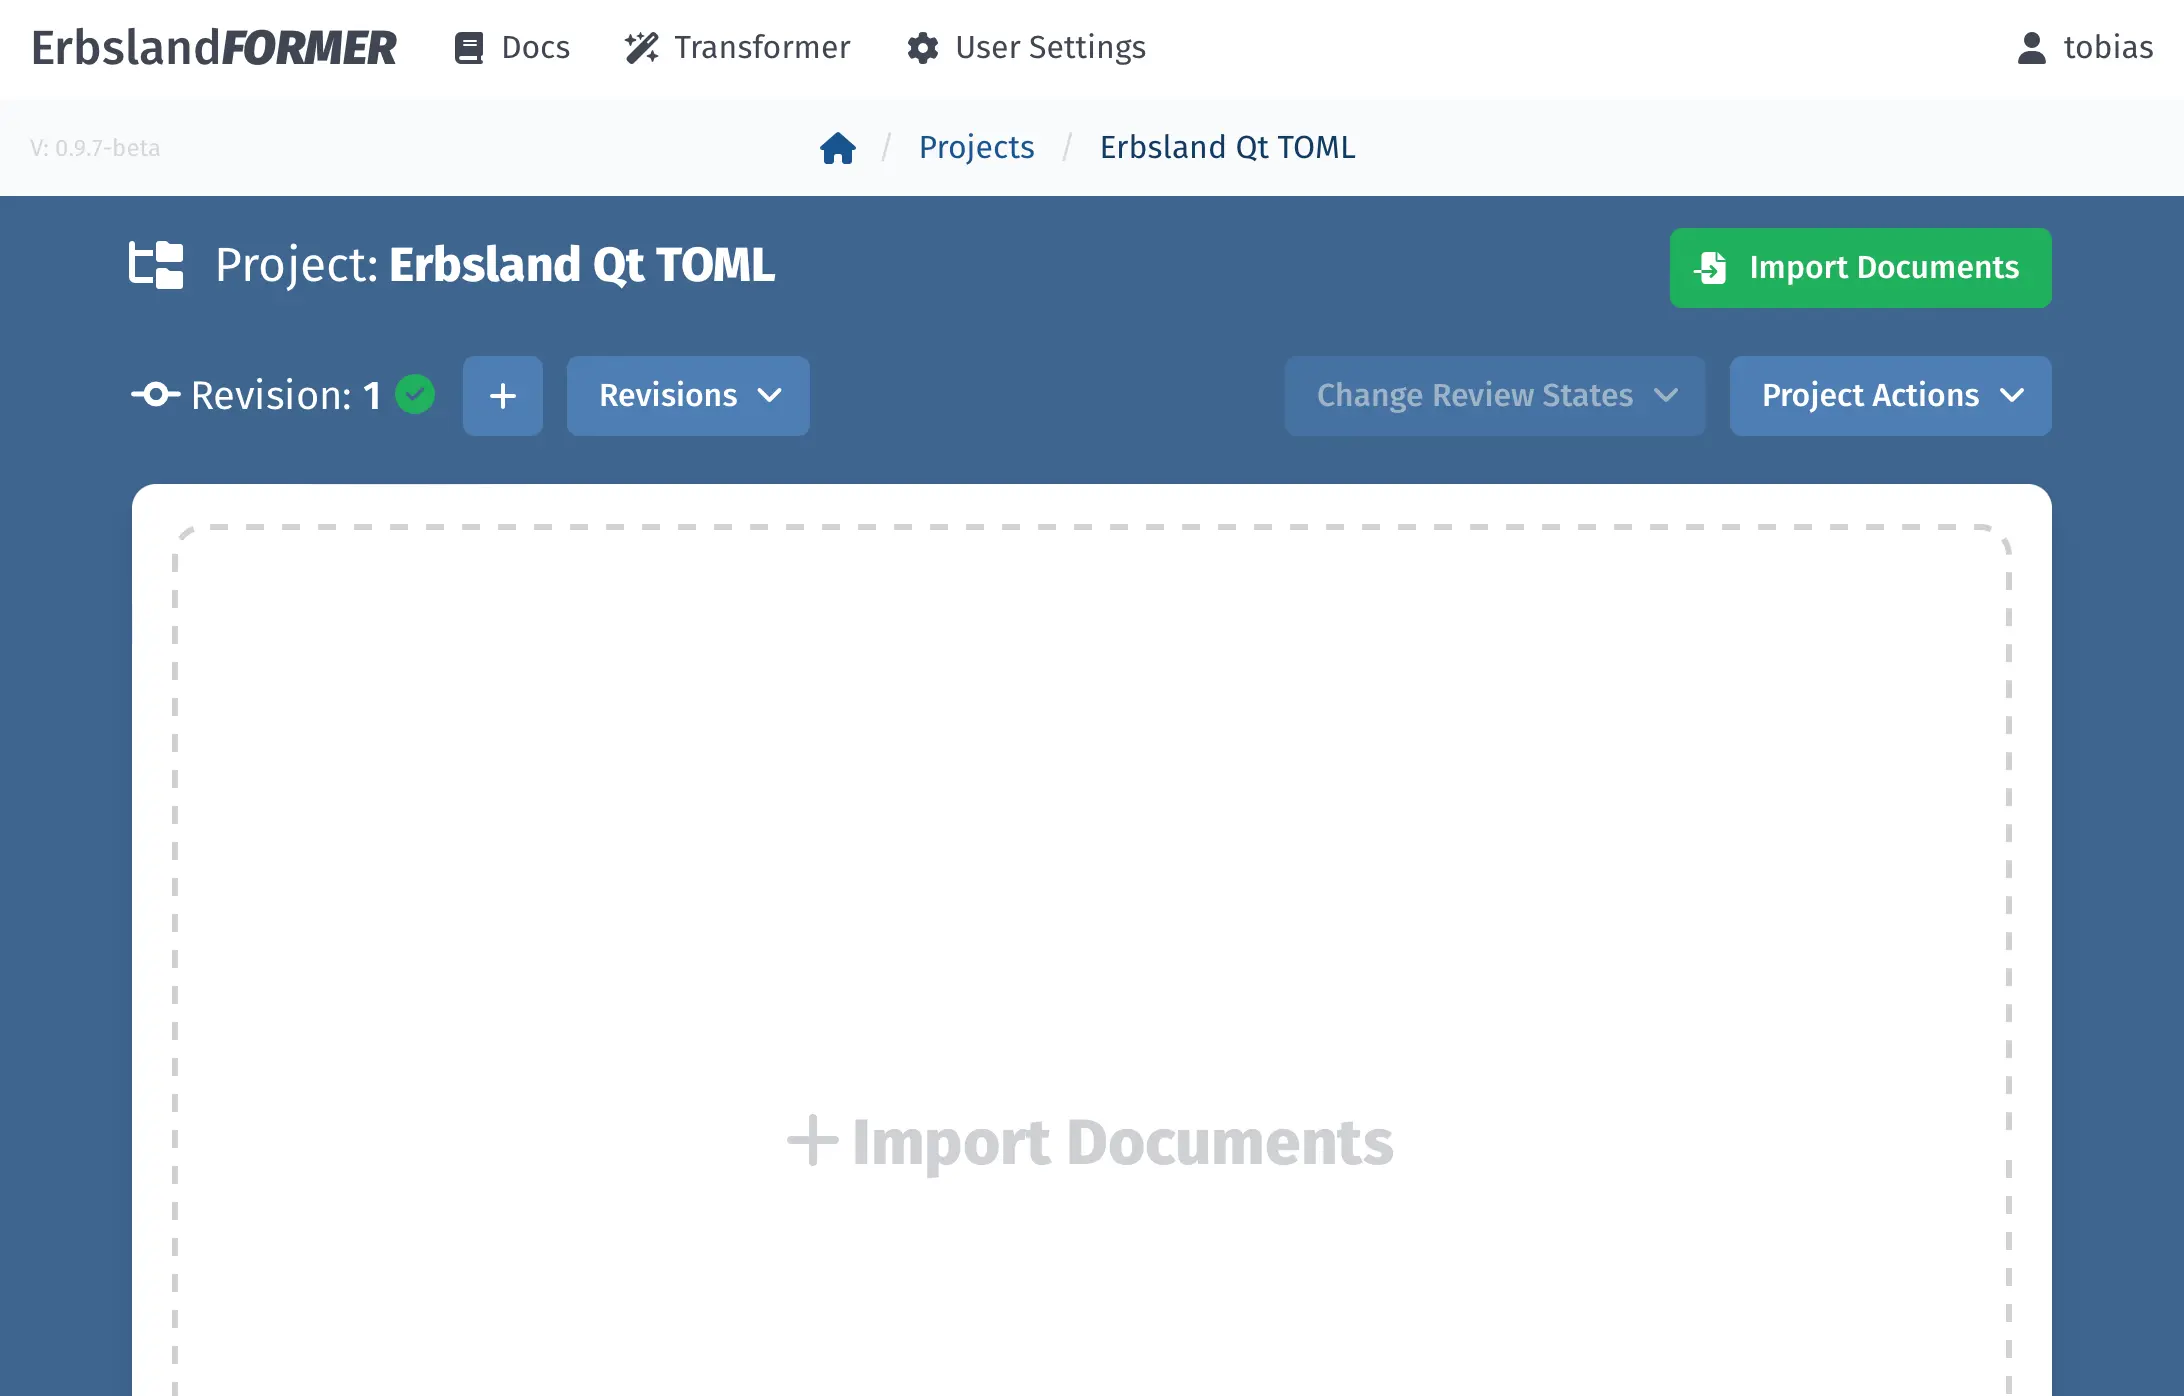 ErbslandFORMER Docs Transformer User Settings tobias
V: 0.9.7-beta / Projects / Erbsland Qt TOML
Project: Erbsland Qt TOML Import Documents
Revision: 1 + Revisions Change Review States Project Actions
+ Import Documents